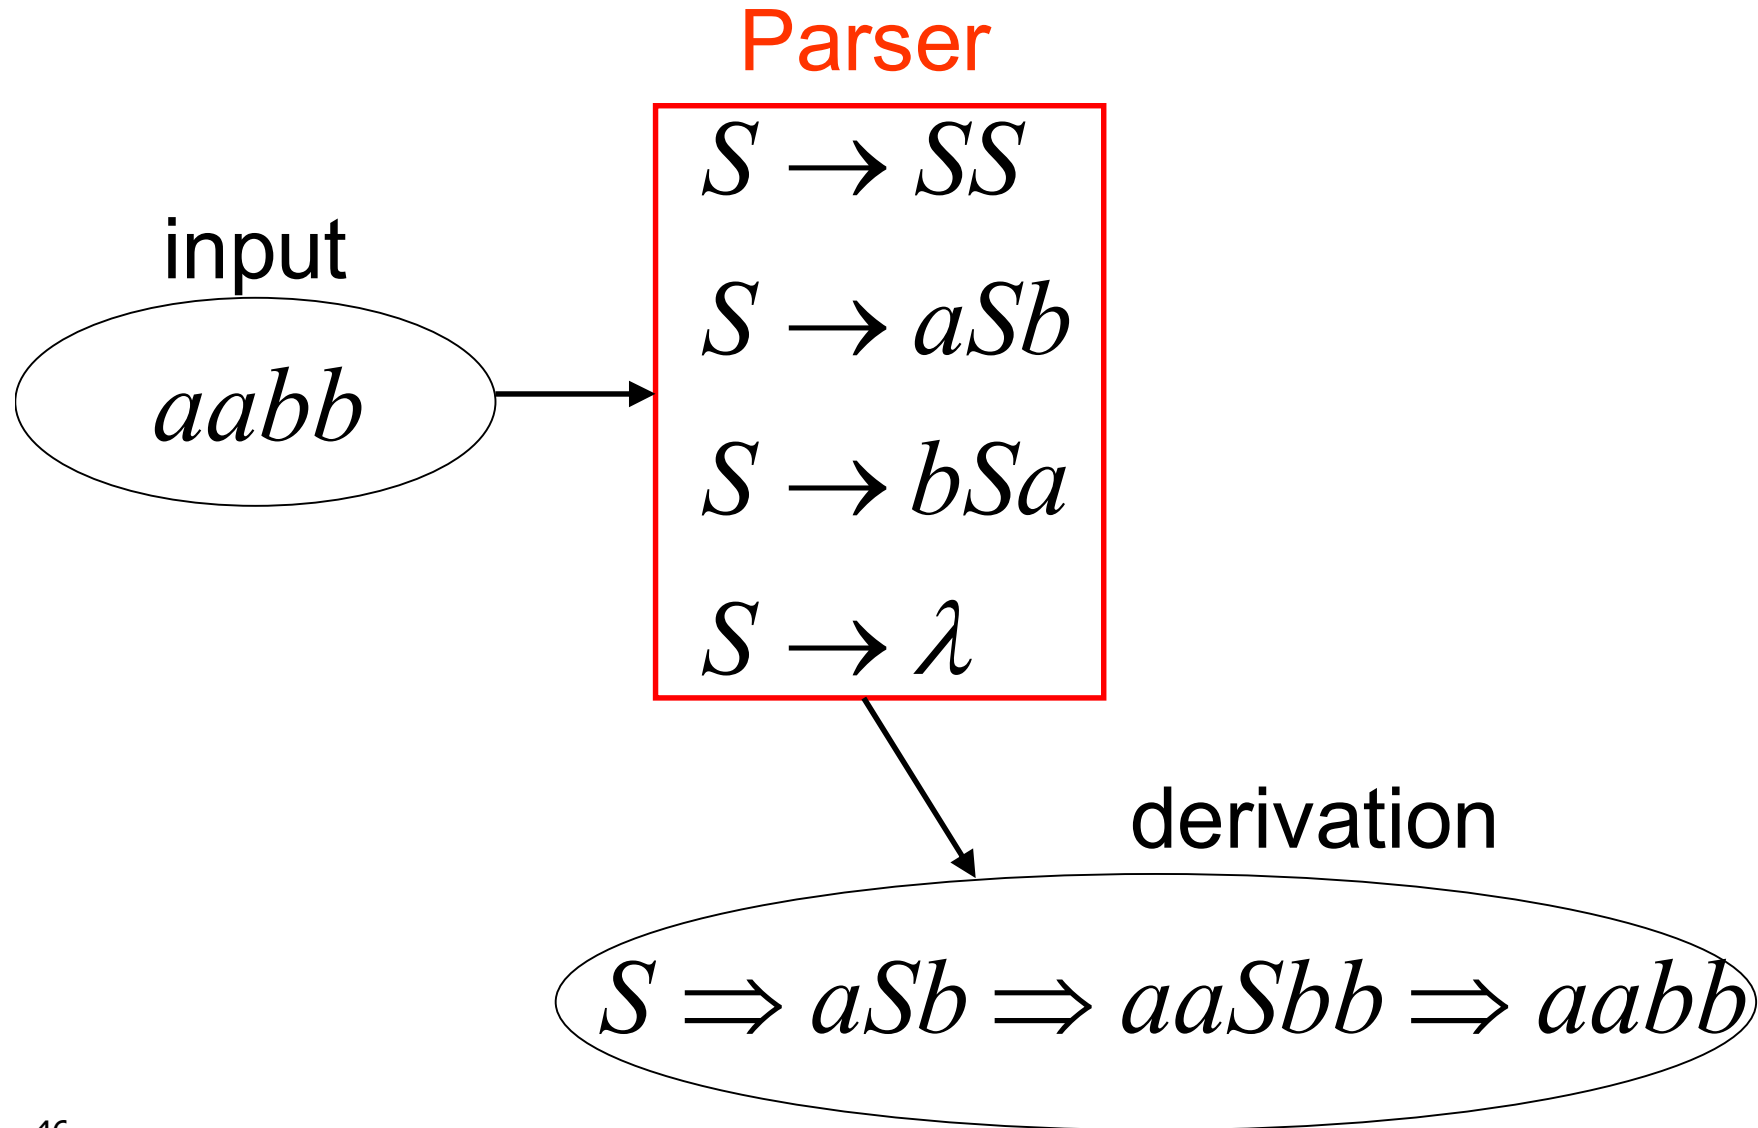 Parser
S → SS
S → aSb
S → bSa
S → λ
input
aabb
derivation
S ⇒ aSb ⇒ aaSbb ⇒ aabb